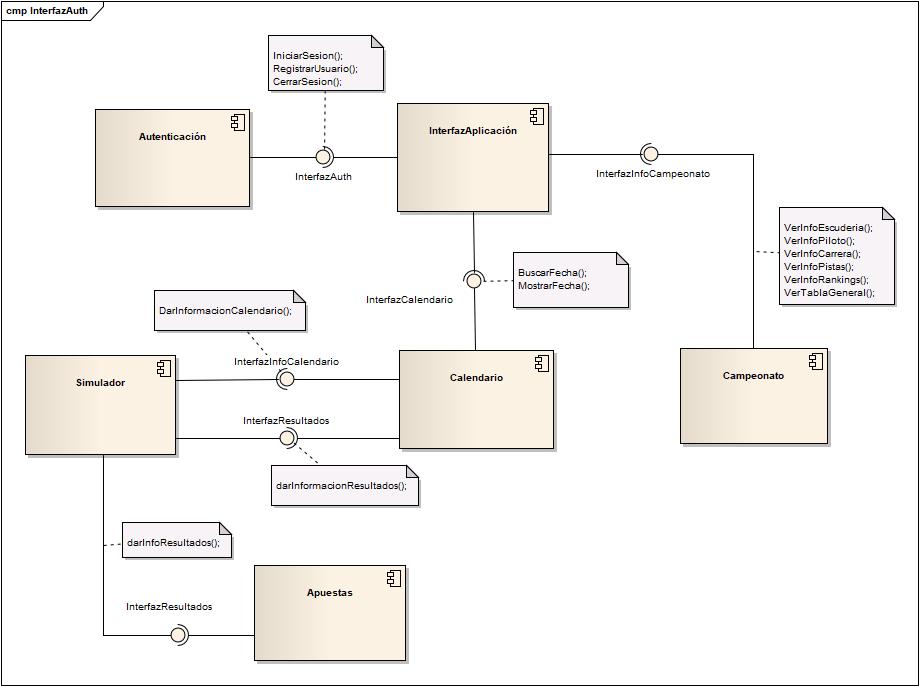 cmp InterfazAuth
IniciarSesion();
RegistrarUsuario();
CerrarSesion();
Autenticación
InterfazAplicación
InterfazAuth
InterfazInfoCampeonato
VerInfoEscuderia();
VerInfoPiloto();
VerInfoCarrera();
VerInfoPistas();
VerInfoRankings();
VerTablaGeneral();
BuscarFecha();
MostrarFecha();
InterfazCalendario
DarInformacionCalendario();
InterfazInfoCalendario
Simulador
Calendario
Campeonato
InterfazResultados
darInformacionResultados();
darInfoResultados();
Apuestas
InterfazResultados